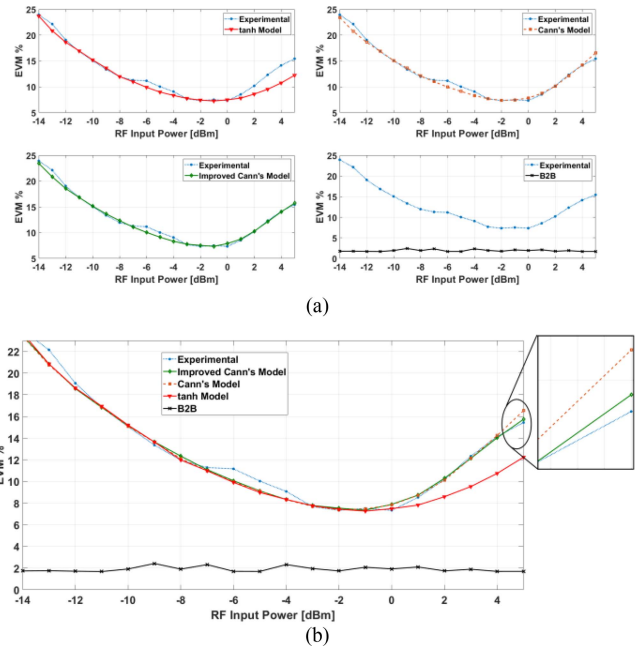 25
20
15
10
5
EVM %
Experimental
tanh Model
-14 -12 -10 -8 -6 -4 -2 0 2 4
RF Input Power [dBm]
25
20
15
10
5
EVM %
Experimental
Cann's Model
-14 -12 -10 -8 -6 -4 -2 0 2 4
RF Input Power [dBm]
25
20
15
10
5
EVM %
Experimental
Improved Cann's Model
-14 -12 -10 -8 -6 -4 -2 0 2 4
RF Input Power [dBm]
25
20
15
10
5
0
EVM %
Experimental
B2B
-14 -12 -10 -8 -6 -4 -2 0 2 4
RF Input Power [dBm]
(a)
22
20
18
16
14
12
10
8
6
4
2
0
EVM %
Experimental
Improved Cann's Model
Cann's Model
tanh Model
B2B
-14 -12 -10 -8 -6 -4 -2 0 2 4
RF Input Power [dBm]
(b)